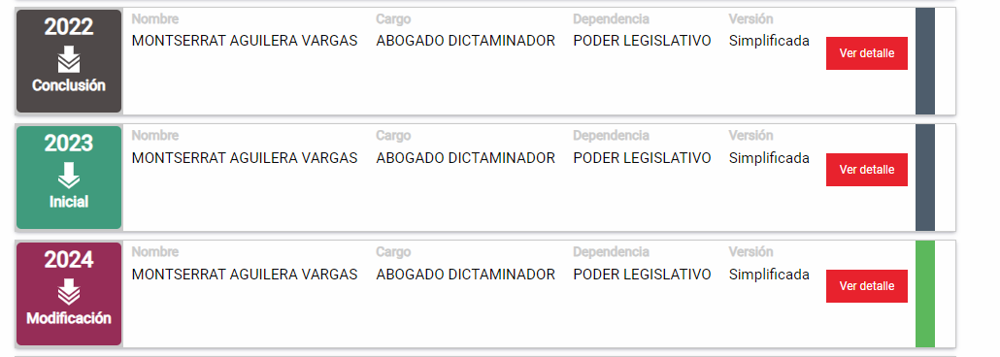 2022
Conclusión
Nombre Cargo Dependencia Versión
MONTSERRAT AGUILERA VARGAS ABOGADO DICTAMINADOR PODER LEGISLATIVO Simplificada
Ver detalle
2023
Inicial
Nombre Cargo Dependencia Versión
MONTSERRAT AGUILERA VARGAS ABOGADO DICTAMINADOR PODER LEGISLATIVO Simplificada
Ver detalle
2024
Modificación
Nombre Cargo Dependencia Versión
MONTSERRAT AGUILERA VARGAS ABOGADO DICTAMINADOR PODER LEGISLATIVO Simplificada
Ver detalle